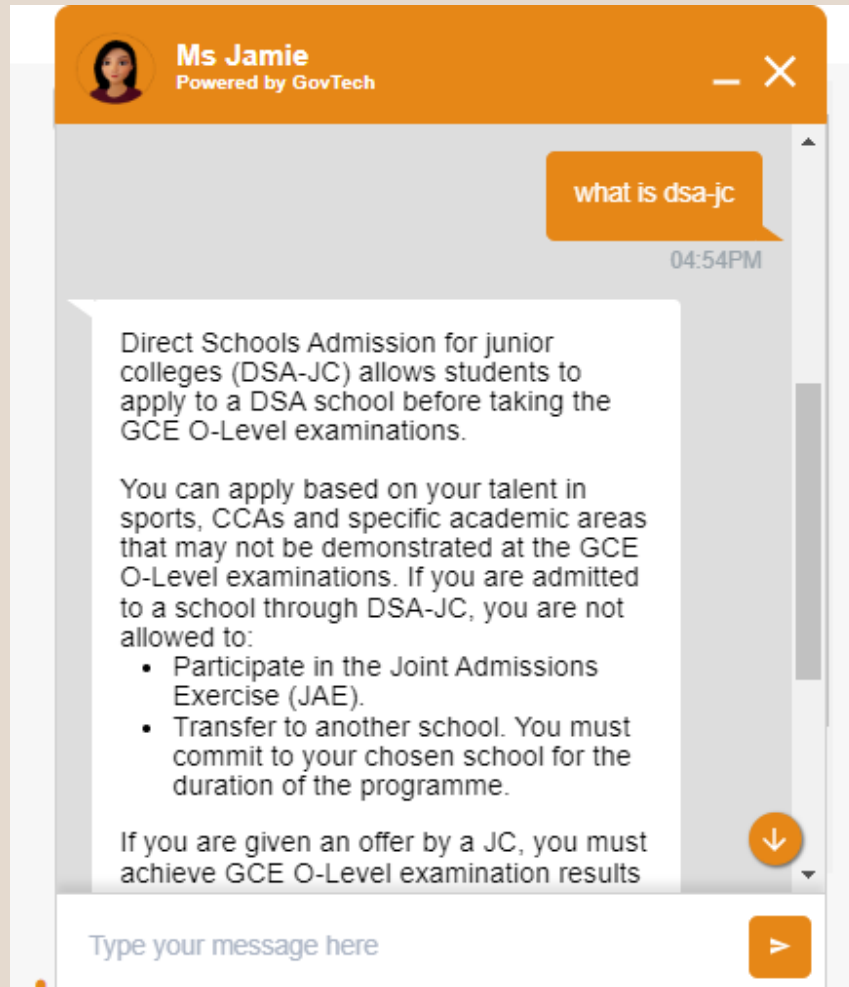 Ms Jamie
Powered by GovTech
what is dsa-jc
04:54PM
Direct Schools Admission for junior
colleges (DSA-JC) allows students to
apply to a DSA school before taking the
GCE O-Level examinations.
You can apply based on your talent in
sports, CCAs and specific academic areas
that may not be demonstrated at the GCE
O-Level examinations. If you are admitted
to a school through DSA-JC, you are not
allowed to:
• Participate in the Joint Admissions
Exercise (JAE).
• Transfer to another school. You must
commit to your chosen school for the
duration of the programme.
If you are given an offer by a JC, you must
achieve GCE O-Level examination results
Type your message here